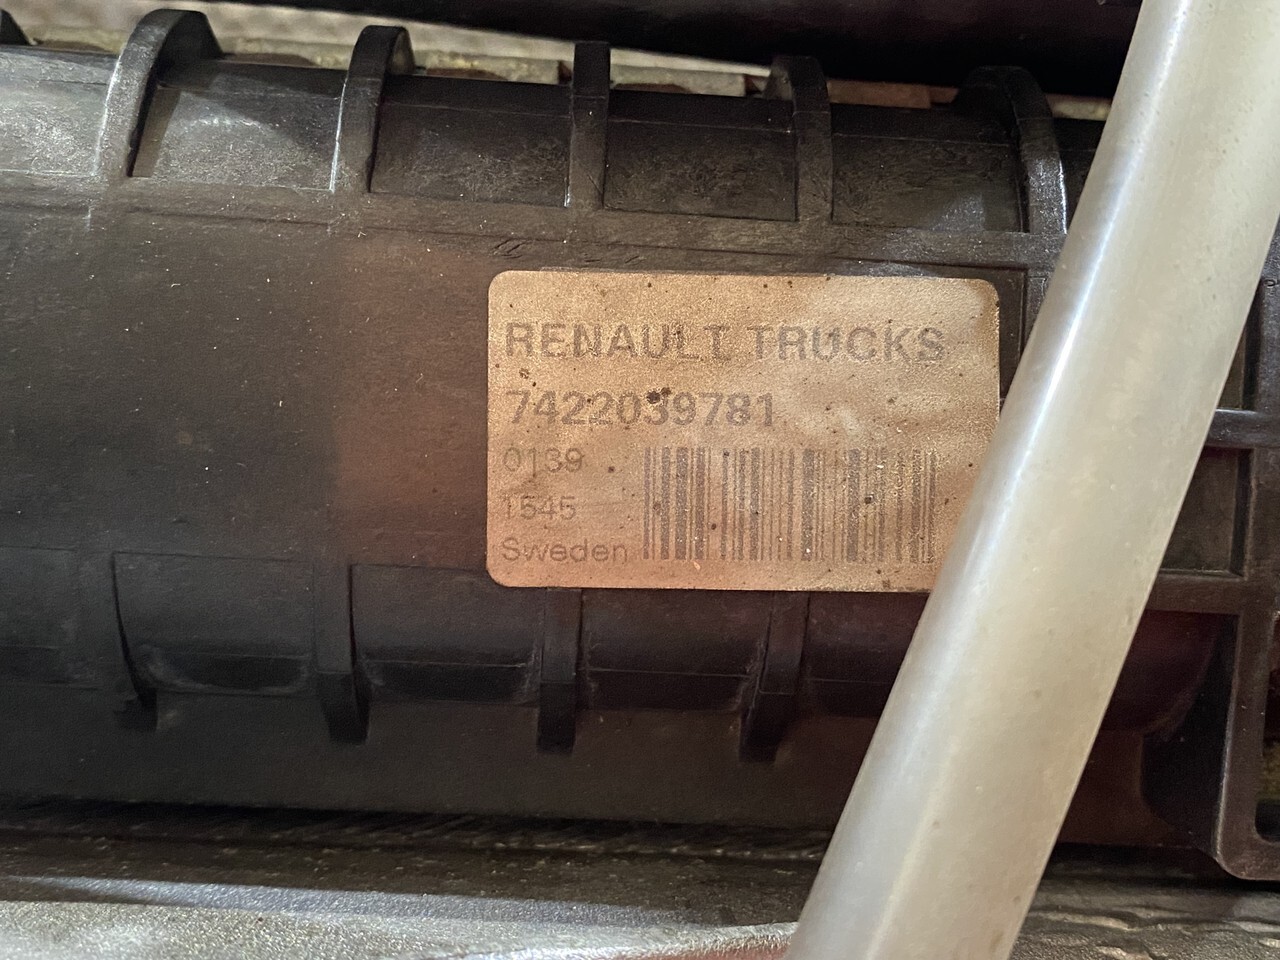 RENAULT TRUCKS
7422039781
0139
1545
Sweden